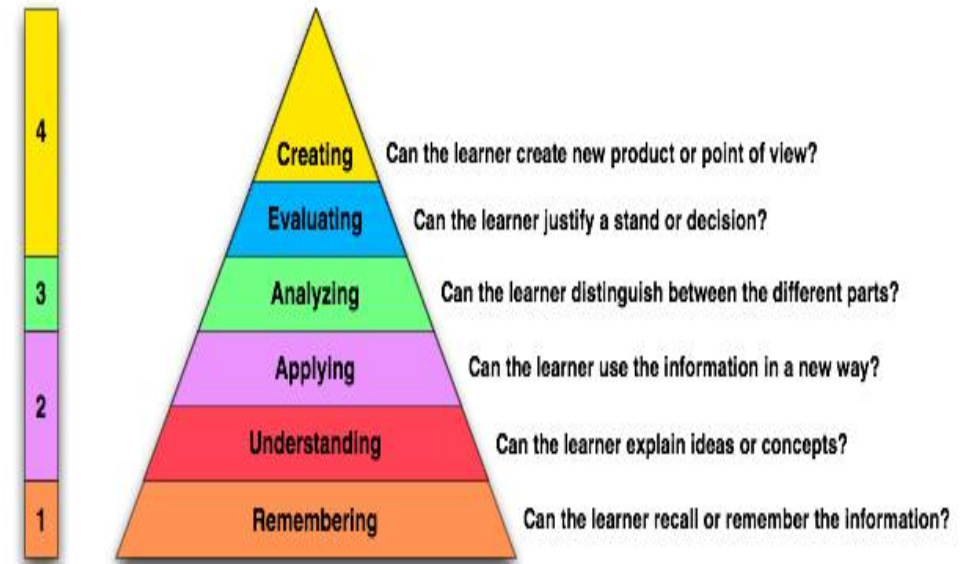 4
Creating Can the learner create new product or point of view?
Evaluating Can the learner justify a stand or decision?
3 Analyzing Can the learner distinguish between the different parts?
Applying Can the learner use the information in a new way?
2
Understanding Can the learner explain ideas or concepts?
1 Remembering Can the learner recall or remember the information?